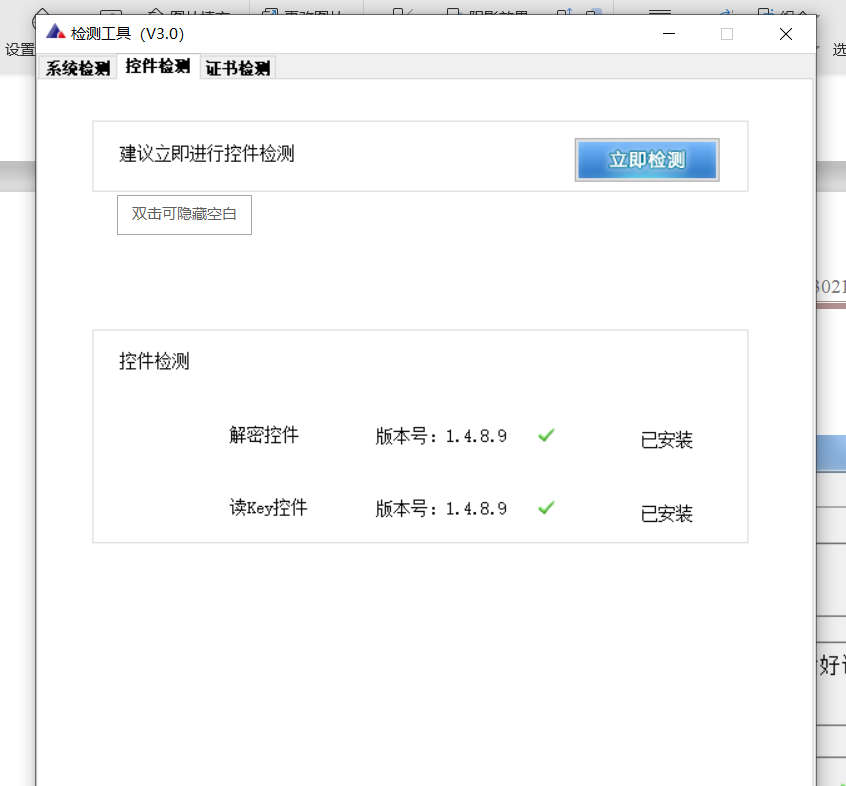 设置
检测工具（V3.0）
系统检测 控件检测 证书检测
建议立即进行控件检测
立即检测
双击可隐藏空白
3021
控件检测
解密控件 版本号：1.4.8.9 已安装
读Key控件 版本号：1.4.8.9 已安装
好